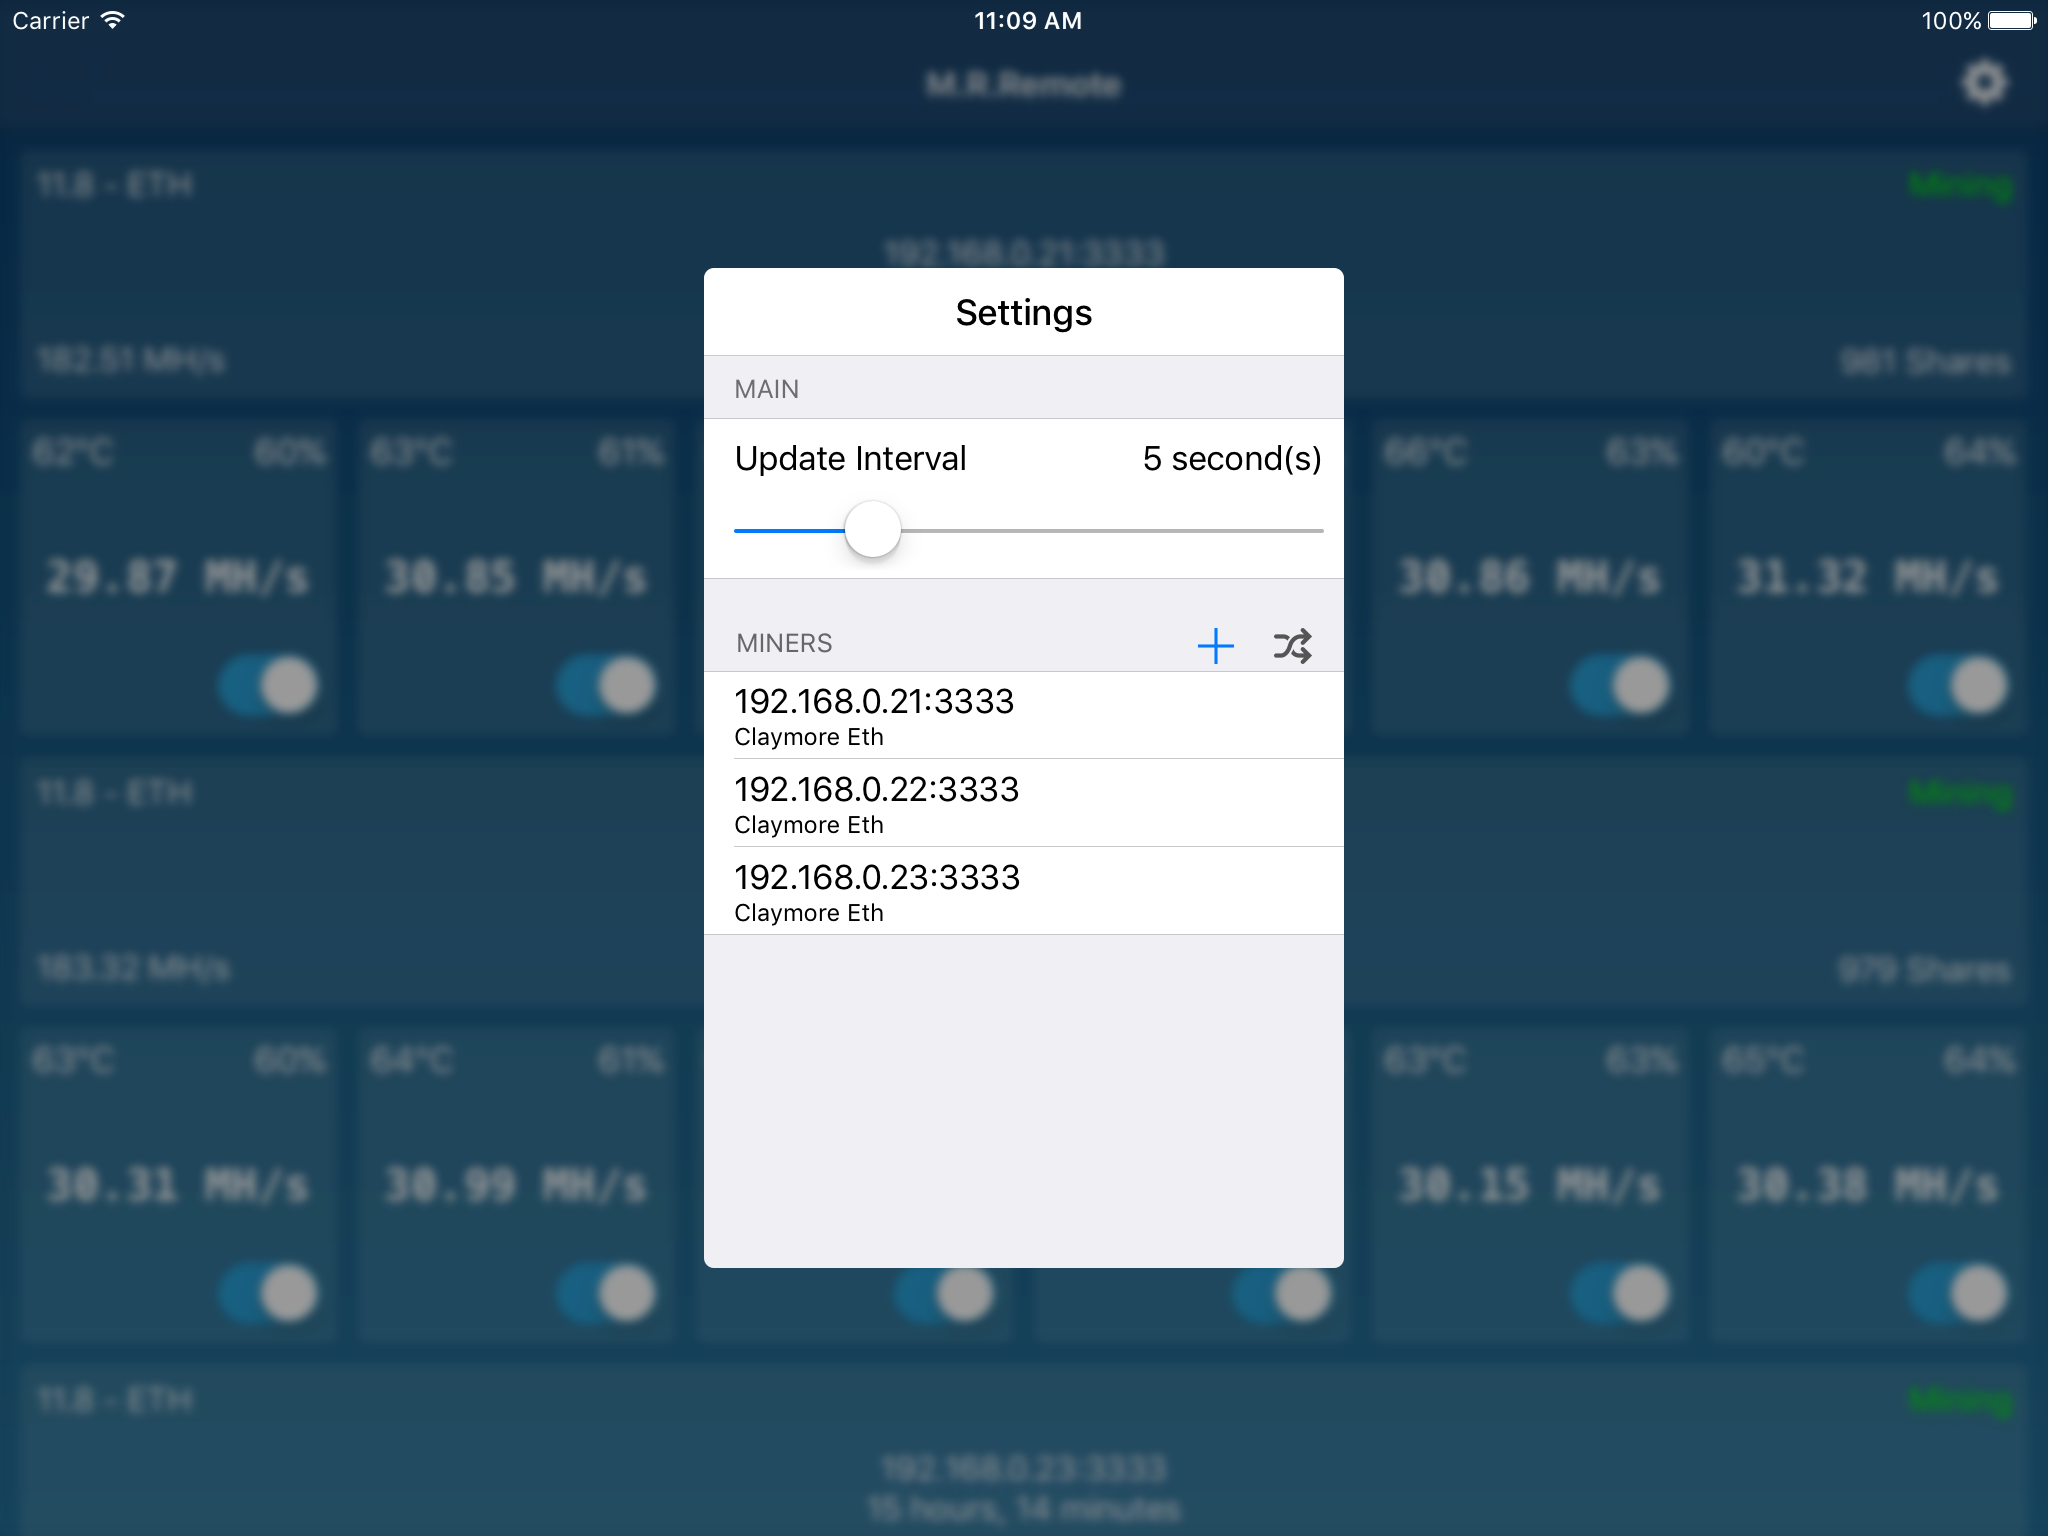 Carrier 11:09 AM 100%
M.R.Remote
11.8 - ETH Mining
192.168.0.21:3333
182.51 MH/s 981 Shares
62°C 60% 63°C 61% 66°C 63% 60°C 64%
29.87 MH/s 30.85 MH/s 30.86 MH/s 31.32 MH/s
Settings
MAIN
Update Interval 5 second(s)
MINERS
192.168.0.21:3333
Claymore Eth
192.168.0.22:3333
Claymore Eth
192.168.0.23:3333
Claymore Eth
11.8 - ETH Mining
183.32 MH/s 979 Shares
63°C 60% 64°C 61% 63°C 63% 65°C 64%
30.31 MH/s 30.99 MH/s 30.15 MH/s 30.38 MH/s
11.8 - ETH Mining
192.168.0.23:3333
15 hours, 14 minutes